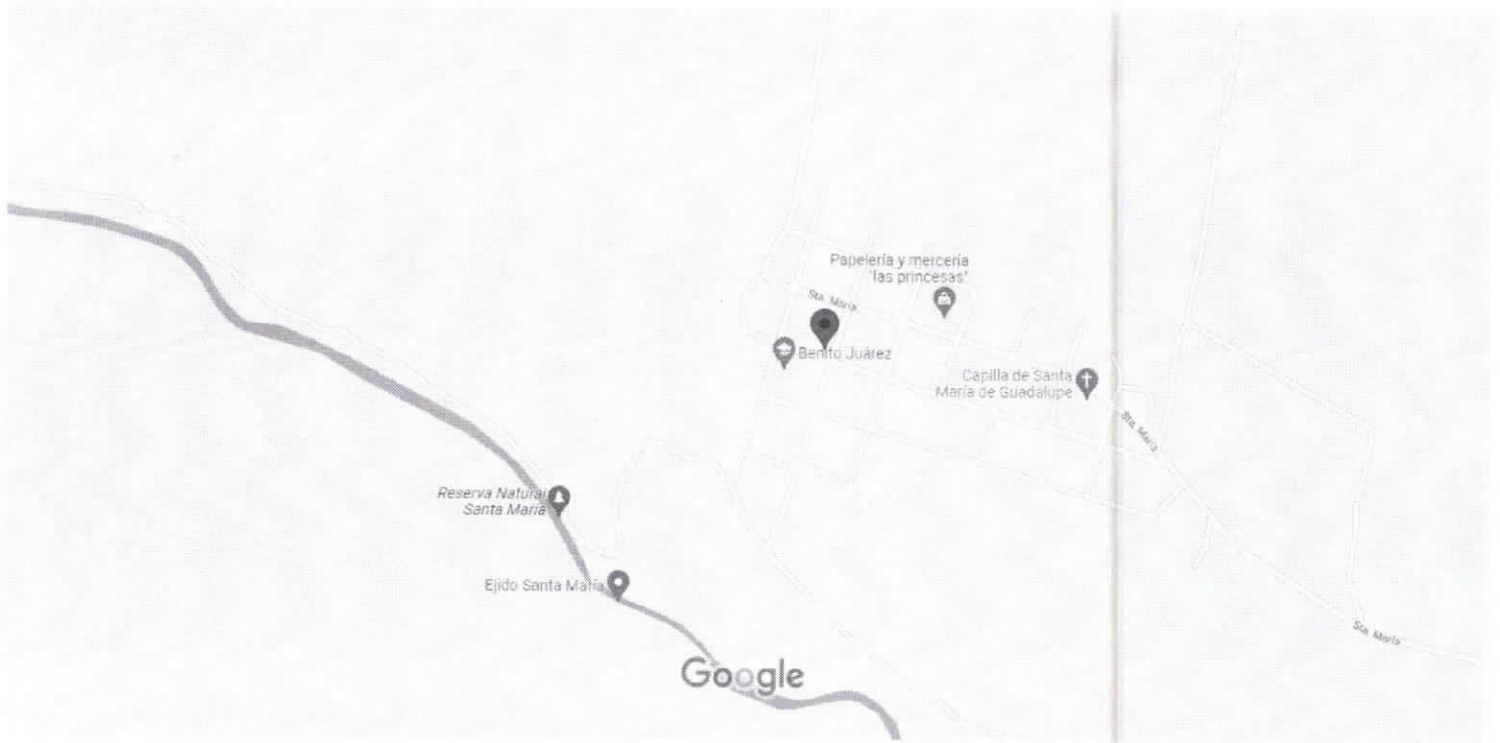 Papelería y mercería
"las princesas"
Sta. María
Benito Juárez
Capilla de Santa
María de Guadalupe
Sta. María
Reserva Natural
Santa María
Ejido Santa María
Sta. María
Google